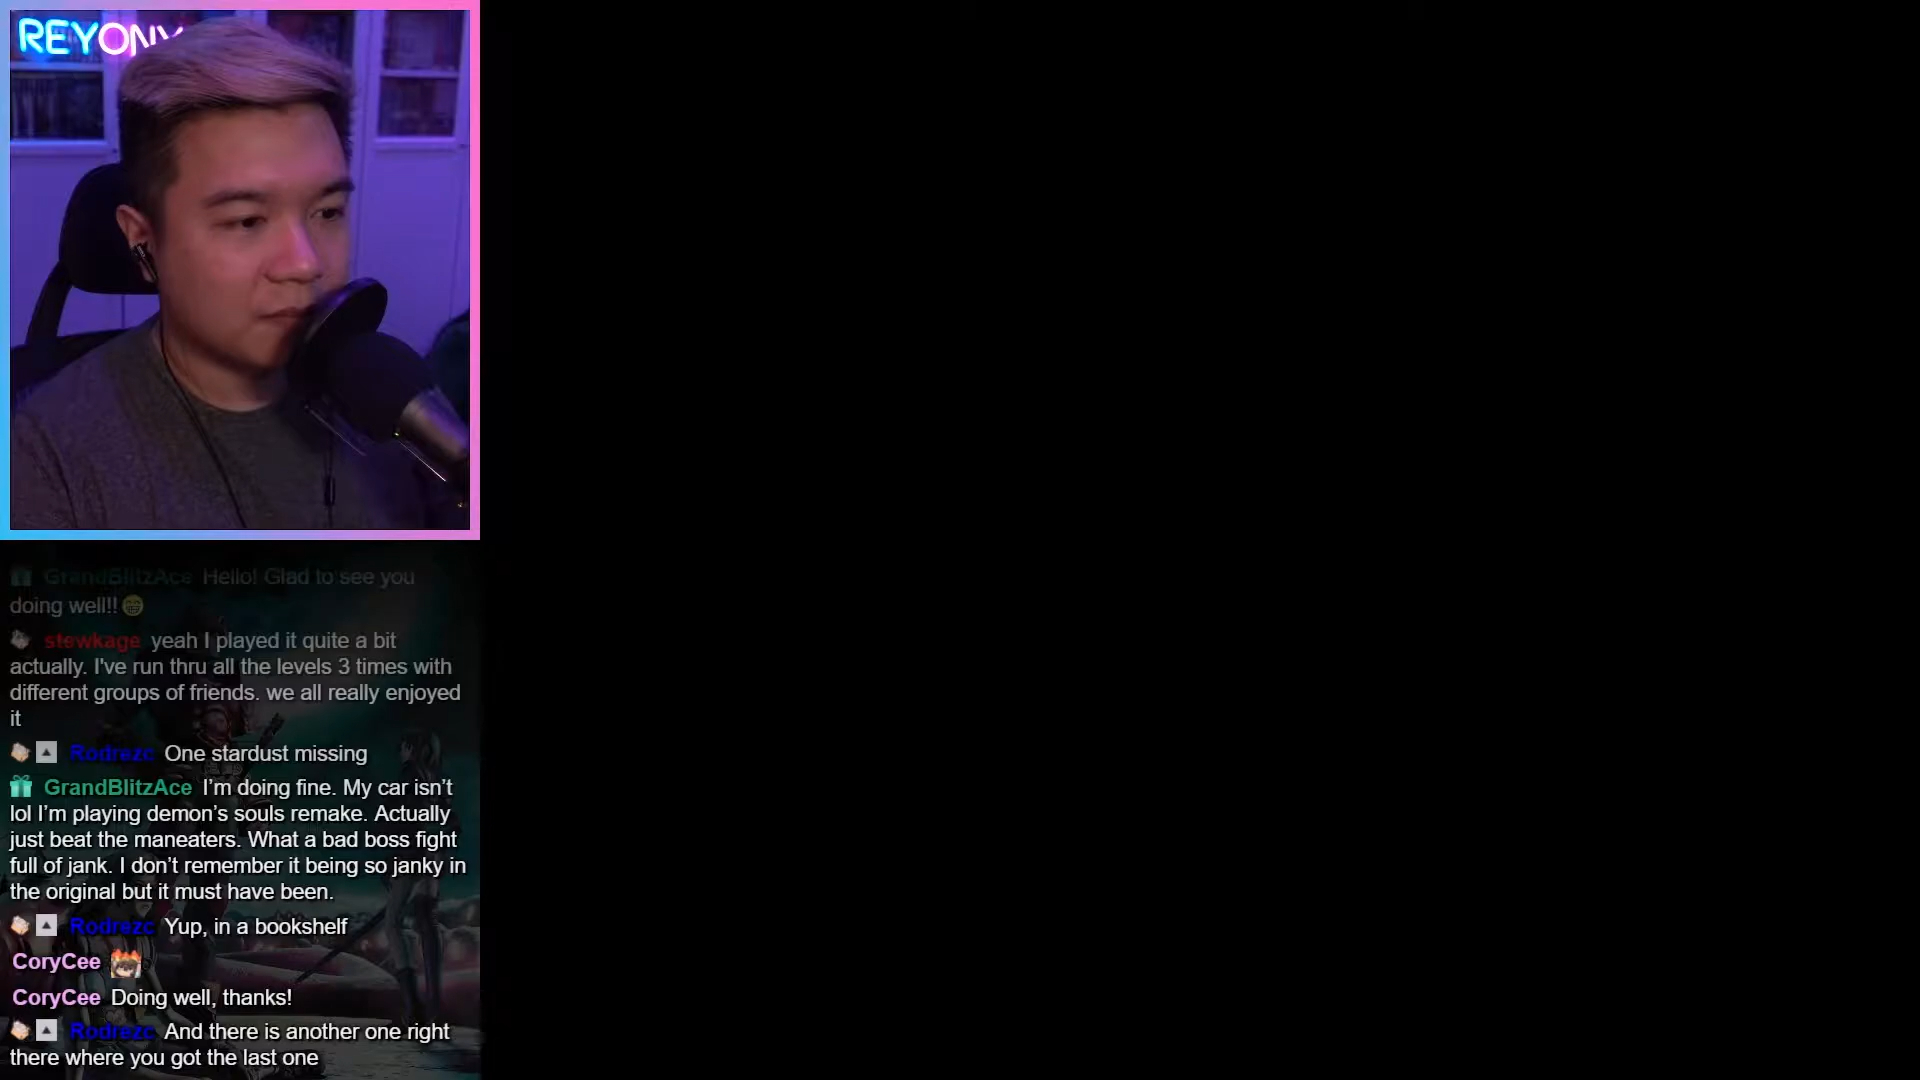 REYONY
GrandBlitzAce Hello! Glad to see you
doing well!!
stewkage yeah I played it quite a bit
actually. I've run thru all the levels 3 times with
different groups of friends. we all really enjoyed
it
Rodrezc One stardust missing
GrandBlitzAce I’m doing fine. My car isn’t
lol I’m playing demon’s souls remake. Actually
just beat the maneaters. What a bad boss fight
full of jank. I don’t remember it being so janky in
the original but it must have been.
Rodrezc Yup, in a bookshelf
CoryCee
CoryCee Doing well, thanks!
Rodrezc And there is another one right
there where you got the last one